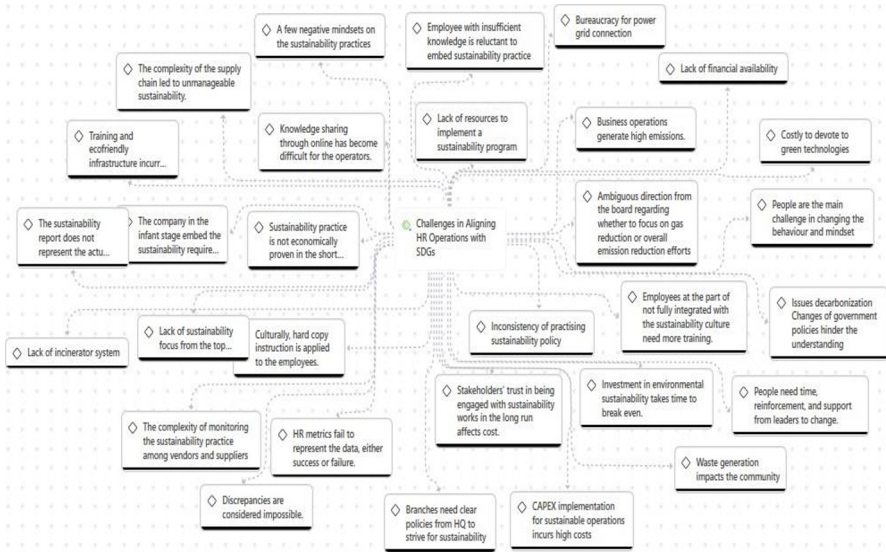 A few negative mindsets on
the sustainability practices
Employee with insufficient
knowledge is reluctant to
embed sustainability practice
Bureaucracy for power
grid connection
The complexity of the supply
chain led to unmanageable
sustainability.
Lack of financial availability
Knowledge sharing
through online has become
difficult for the operators.
Lack of resources to
implement a
sustainability program
Business operations
generate high emissions.
Costly to devote to
green technologies
Training and
ecofriendly
infrastructure incurr...
Ambiguous direction from
the board regarding
whether to focus on gas
reduction or overall
emission reduction efforts
People are the main
challenge in changing the
behaviour and mindset
The sustainability
report does not
represent the actu...
The company in the
infant stage embed the
sustainability require...
Sustainability practice
is not economically
proven in the short...
Challenges in Aligning
HR Operations with
SDGs
Employees at the part of
not fully integrated with
the sustainability culture
need more training.
Issues decarbonization
Changes of government
policies hinder the
understanding
Lack of incinerator system
Lack of sustainability
focus from the top...
Culturally, hard copy
instruction is applied
to the employees.
Inconsistency of practising
sustainability policy
Stakeholders' trust in being
engaged with sustainability
works in the long run
affects cost.
Investment in environmental
sustainability takes time to
break even.
People need time,
reinforcement, and support
from leaders to change.
The complexity of monitoring
the sustainability practice
among vendors and suppliers
HR metrics fail to
represent the data, either
success or failure.
Waste generation
impacts the community
Discrepancies are
considered impossible.
Branches need clear
policies from HQ to
strive for sustainability
CAPEX implementation
for sustainable operations
incurs high costs